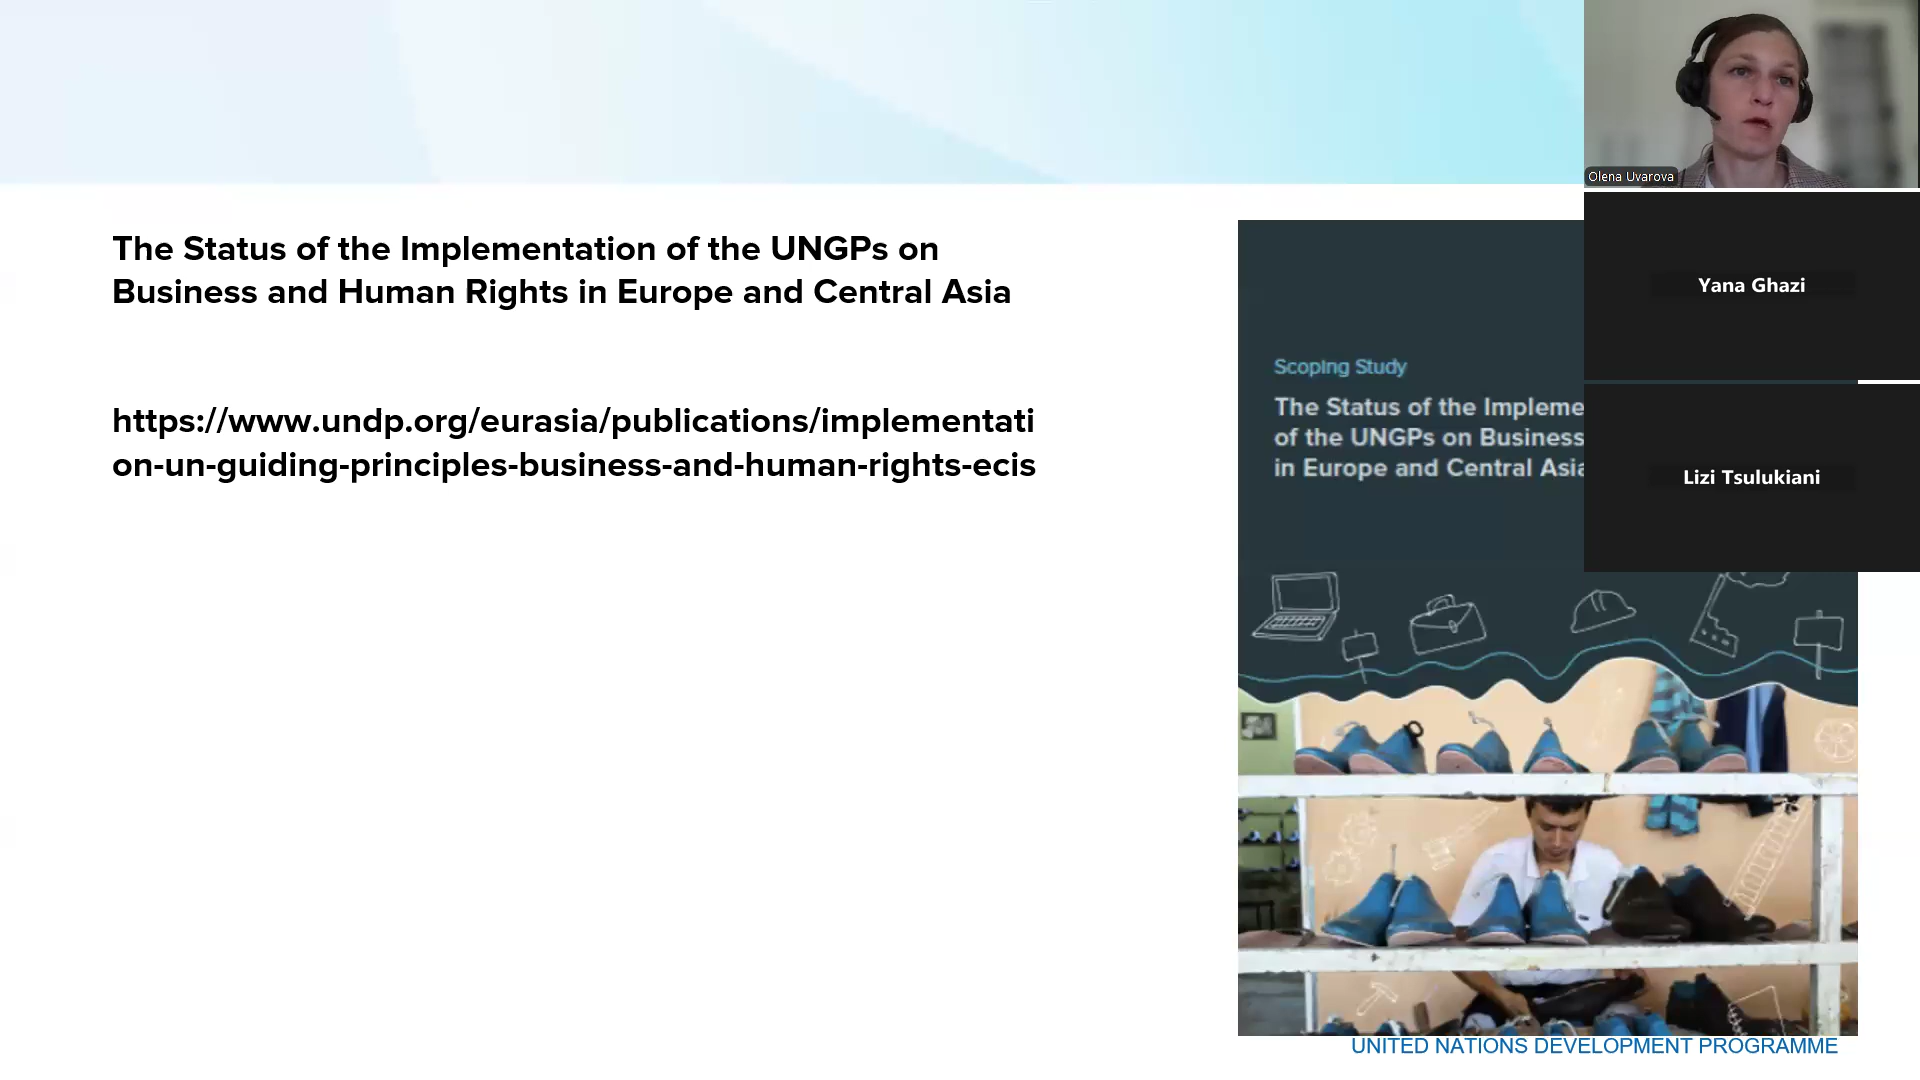 The Status of the Implementation of the UNGPs on
Business and Human Rights in Europe and Central Asia
https://www.undp.org/eurasia/publications/implementati
on-un-guiding-principles-business-and-human-rights-ecis
Scoping Study
The Status of the Impleme
of the UNGPs on Business
in Europe and Central Asia
UNITED NATIONS DEVELOPMENT PROGRAMME
Olena Uvarova
Yana Ghazi
Lizi Tsulukiani